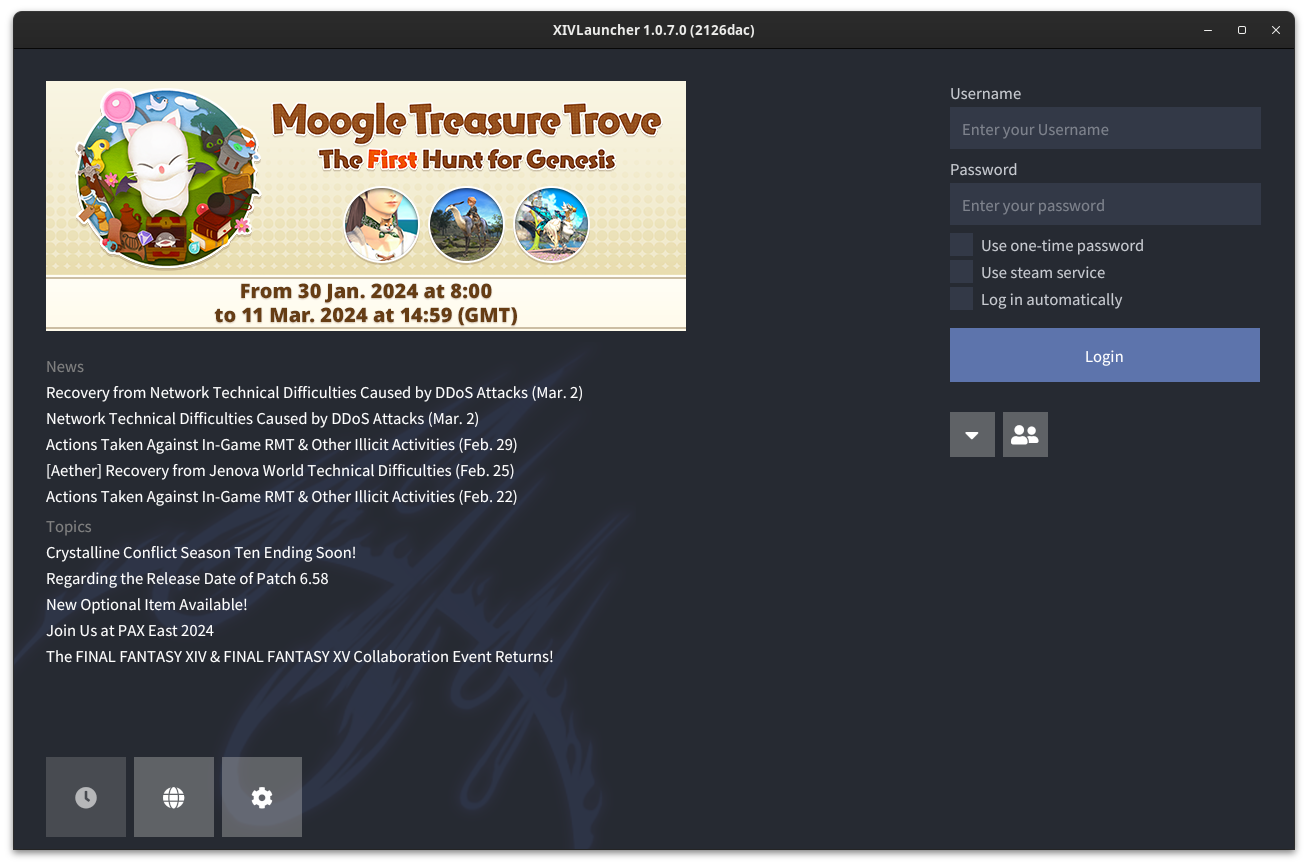 XIVLauncher 1.0.7.0 (2126dac)
Moogle Treasure Trove
The First Hunt for Genesis
From 30 Jan. 2024 at 8:00
to 11 Mar. 2024 at 14:59 (GMT)
News
Recovery from Network Technical Difficulties Caused by DDoS Attacks (Mar. 2)
Network Technical Difficulties Caused by DDoS Attacks (Mar. 2)
Actions Taken Against In-Game RMT & Other Illicit Activities (Feb. 29)
[Aether] Recovery from Jenova World Technical Difficulties (Feb. 25)
Actions Taken Against In-Game RMT & Other Illicit Activities (Feb. 22)
Topics
Crystalline Conflict Season Ten Ending Soon!
Regarding the Release Date of Patch 6.58
New Optional Item Available!
Join Us at PAX East 2024
The FINAL FANTASY XIV & FINAL FANTASY XV Collaboration Event Returns!
Username
Enter your Username
Password
Enter your password
Use one-time password
Use steam service
Log in automatically
Login